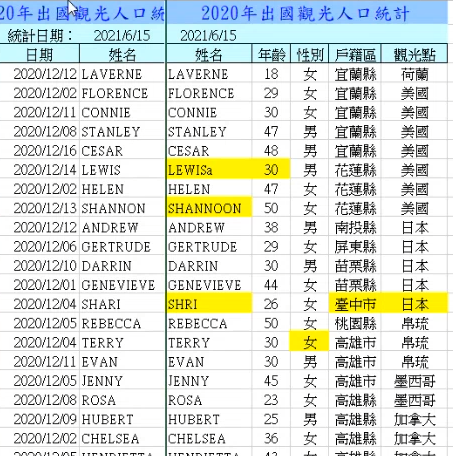 20年出國觀光人口統 2020年出國觀光人口統計
統計日期： 2021/6/15 2021/6/15
日期 姓名 姓名 年齡 性別 戶籍區 觀光點
2020/12/12 LAVERNE LAVERNE 18 女 宜蘭縣 荷蘭
2020/12/02 FLORENCE FLORENCE 29 女 宜蘭縣 美國
2020/12/11 CONNIE CONNIE 30 女 宜蘭縣 美國
2020/12/08 STANLEY STANLEY 47 男 宜蘭縣 美國
2020/12/16 CESAR CESAR 48 男 宜蘭縣 美國
2020/12/14 LEWIS LEWISa 30 男 花蓮縣 美國
2020/12/02 HELEN HELEN 47 女 花蓮縣 美國
2020/12/13 SHANNON SHANNOON 50 女 花蓮縣 美國
2020/12/12 ANDREW ANDREW 38 男 南投縣 日本
2020/12/06 GERTRUDE GERTRUDE 29 女 屏東縣 日本
2020/12/10 DARRIN DARRIN 30 男 苗栗縣 日本
2020/12/01 GENEVIEVE GENEVIEVE 44 女 苗栗縣 日本
2020/12/04 SHARI SHRI 26 女 臺中市 日本
2020/12/05 REBECCA REBECCA 50 女 桃園縣 帛琉
2020/12/04 TERRY TERRY 30 女 高雄市 帛琉
2020/12/11 EVAN EVAN 30 男 高雄市 帛琉
2020/12/05 JENNY JENNY 45 女 高雄市 墨西哥
2020/12/08 ROSA ROSA 23 女 高雄縣 墨西哥
2020/12/09 HUBERT HUBERT 25 男 高雄縣 加拿大
2020/12/02 CHELSEA CHELSEA 36 女 高雄縣 加拿大
2020/12/05 HENRIETTA HENRIETTA 43 女 高雄縣 加拿大